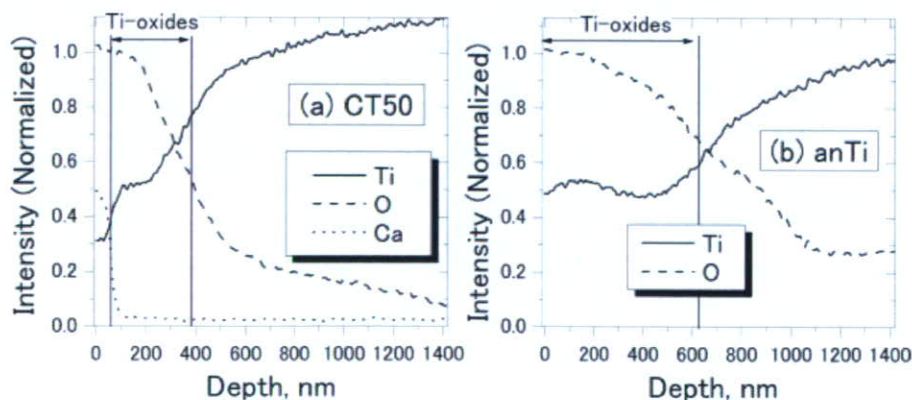 Ti-oxides
Intensity (Normalized)
1.0
0.8
0.6
0.4
0.2
0.0
0 200 400 600 800 1000 1200 1400
Depth, nm
(a) CT50
Ti
O
Ca
Ti-oxides
Intensity (Normalized)
1.0
0.8
0.6
0.4
0.2
0.0
0 200 400 600 800 1000 1200 1400
Depth, nm
(b) anTi
Ti
O